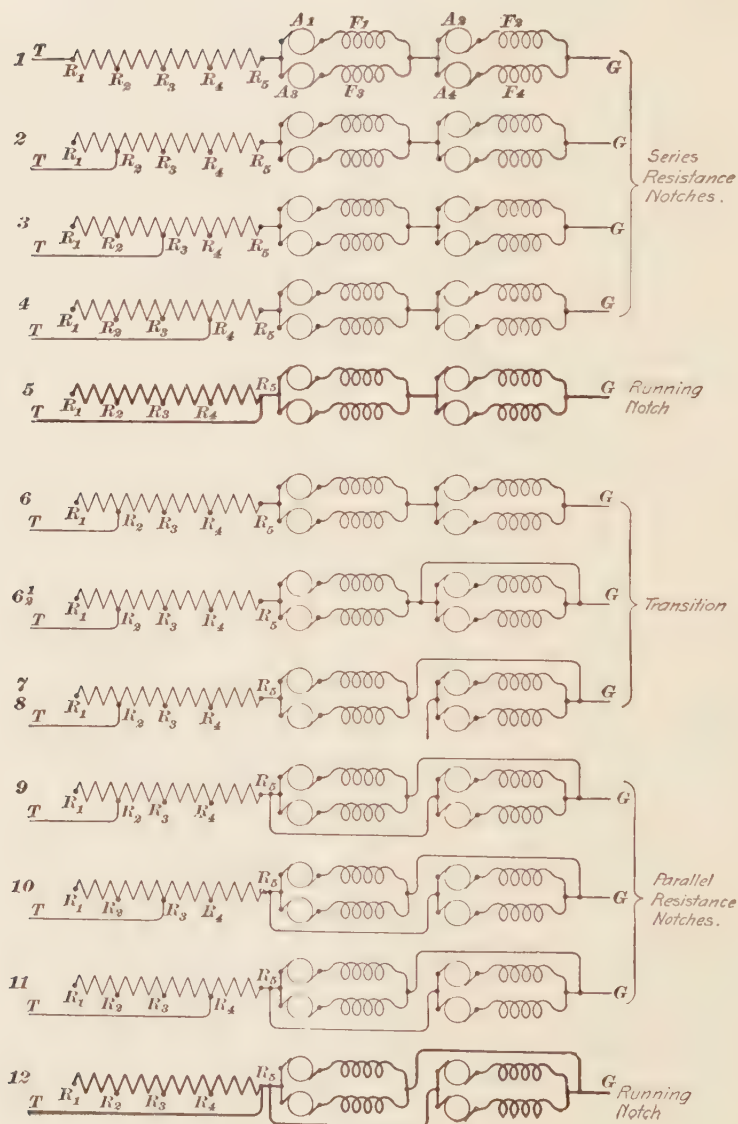 A1 F1 A2 F2
1 T R1 R2 R3 R4 R5 A3 F3 A4 F4 G
2 T R1 R2 R3 R4 R5 G
Series
Resistance
Notches.
3 T R1 R2 R3 R4 R5 G
4 T R1 R2 R3 R4 R5 G
5 T R1 R2 R3 R4 R5 G
Running
Notch
6 T R1 R2 R3 R4 R5 G
6 1/2 T R1 R2 R3 R4 R5 G
Transition
7
8 T R1 R2 R3 R4 R5 G
9 T R1 R2 R3 R4 R5 G
10 T R1 R2 R3 R4 R5 G
Parallel
Resistance
Notches.
11 T R1 R2 R3 R4 R5 G
12 T R1 R2 R3 R4 R5 G
Running
Notch